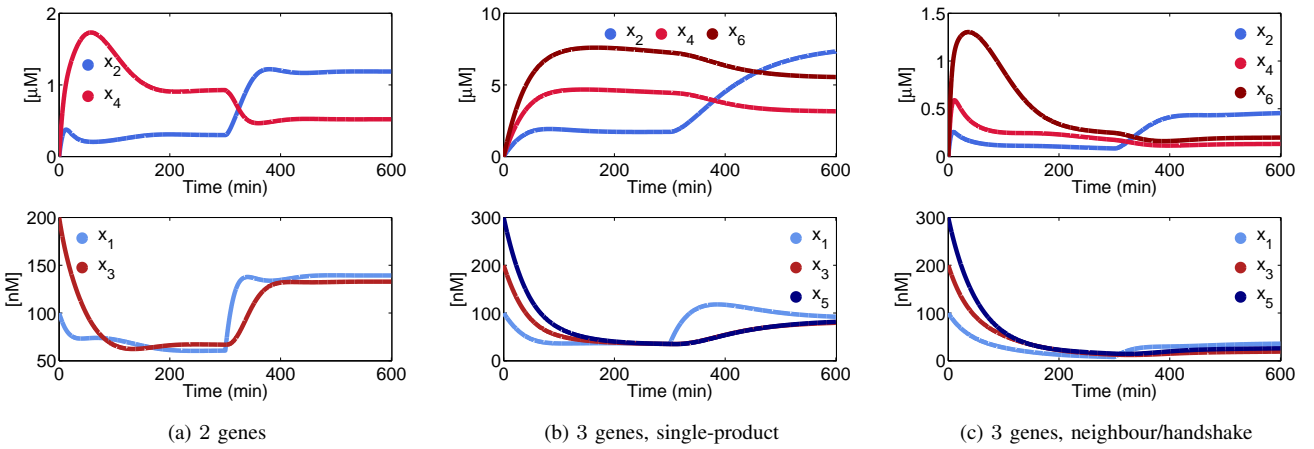 2
1
0
[µM]
x2
x4
0 200 400 600
Time (min)
10
5
0
[µM]
x2 x4 x6
0 200 400 600
Time (min)
1.5
1
0.5
0
[µM]
x2
x4
x6
0 200 400 600
Time (min)
200
150
100
50
[nM]
x1
x3
0 200 400 600
Time (min)
300
200
100
0
[nM]
x1
x3
x5
0 200 400 600
Time (min)
300
200
100
0
[nM]
x1
x3
x5
0 200 400 600
Time (min)
(a) 2 genes
(b) 3 genes, single-product
(c) 3 genes, neighbour/handshake